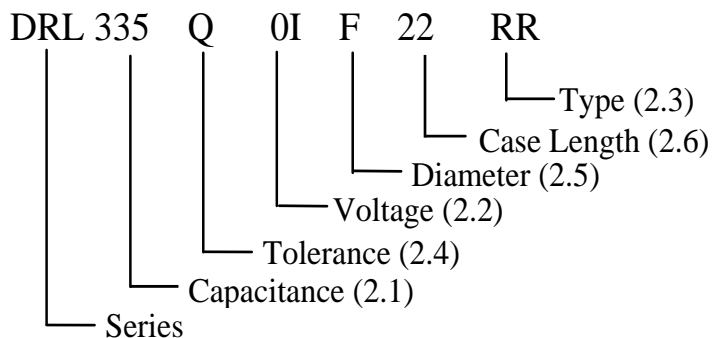 DRL 335 Q 0I F 22 RR
Type (2.3)
Case Length (2.6)
Diameter (2.5)
Voltage (2.2)
Tolerance (2.4)
Capacitance (2.1)
Series